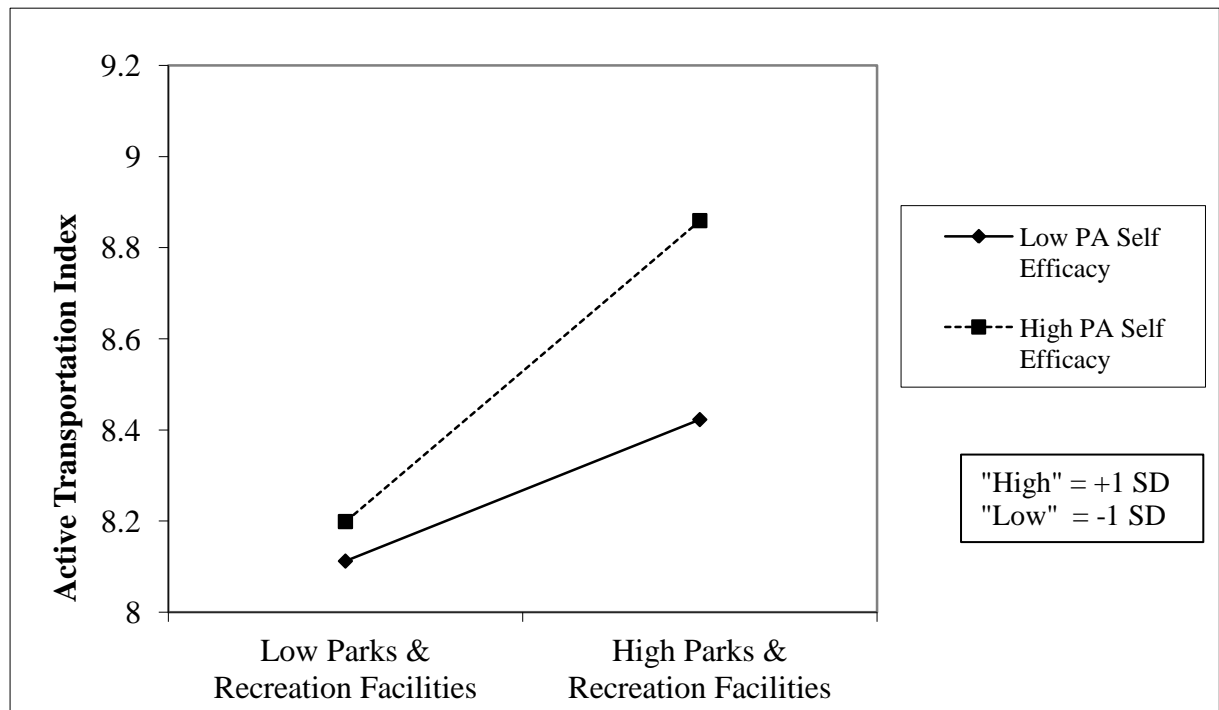 9.2
9
8.8
8.6
8.4
8.2
8
Active Transportation Index
Low Parks &
Recreation Facilities
High Parks &
Recreation Facilities
Low PA Self
Efficacy
High PA Self
Efficacy
"High" = +1 SD
"Low" = -1 SD